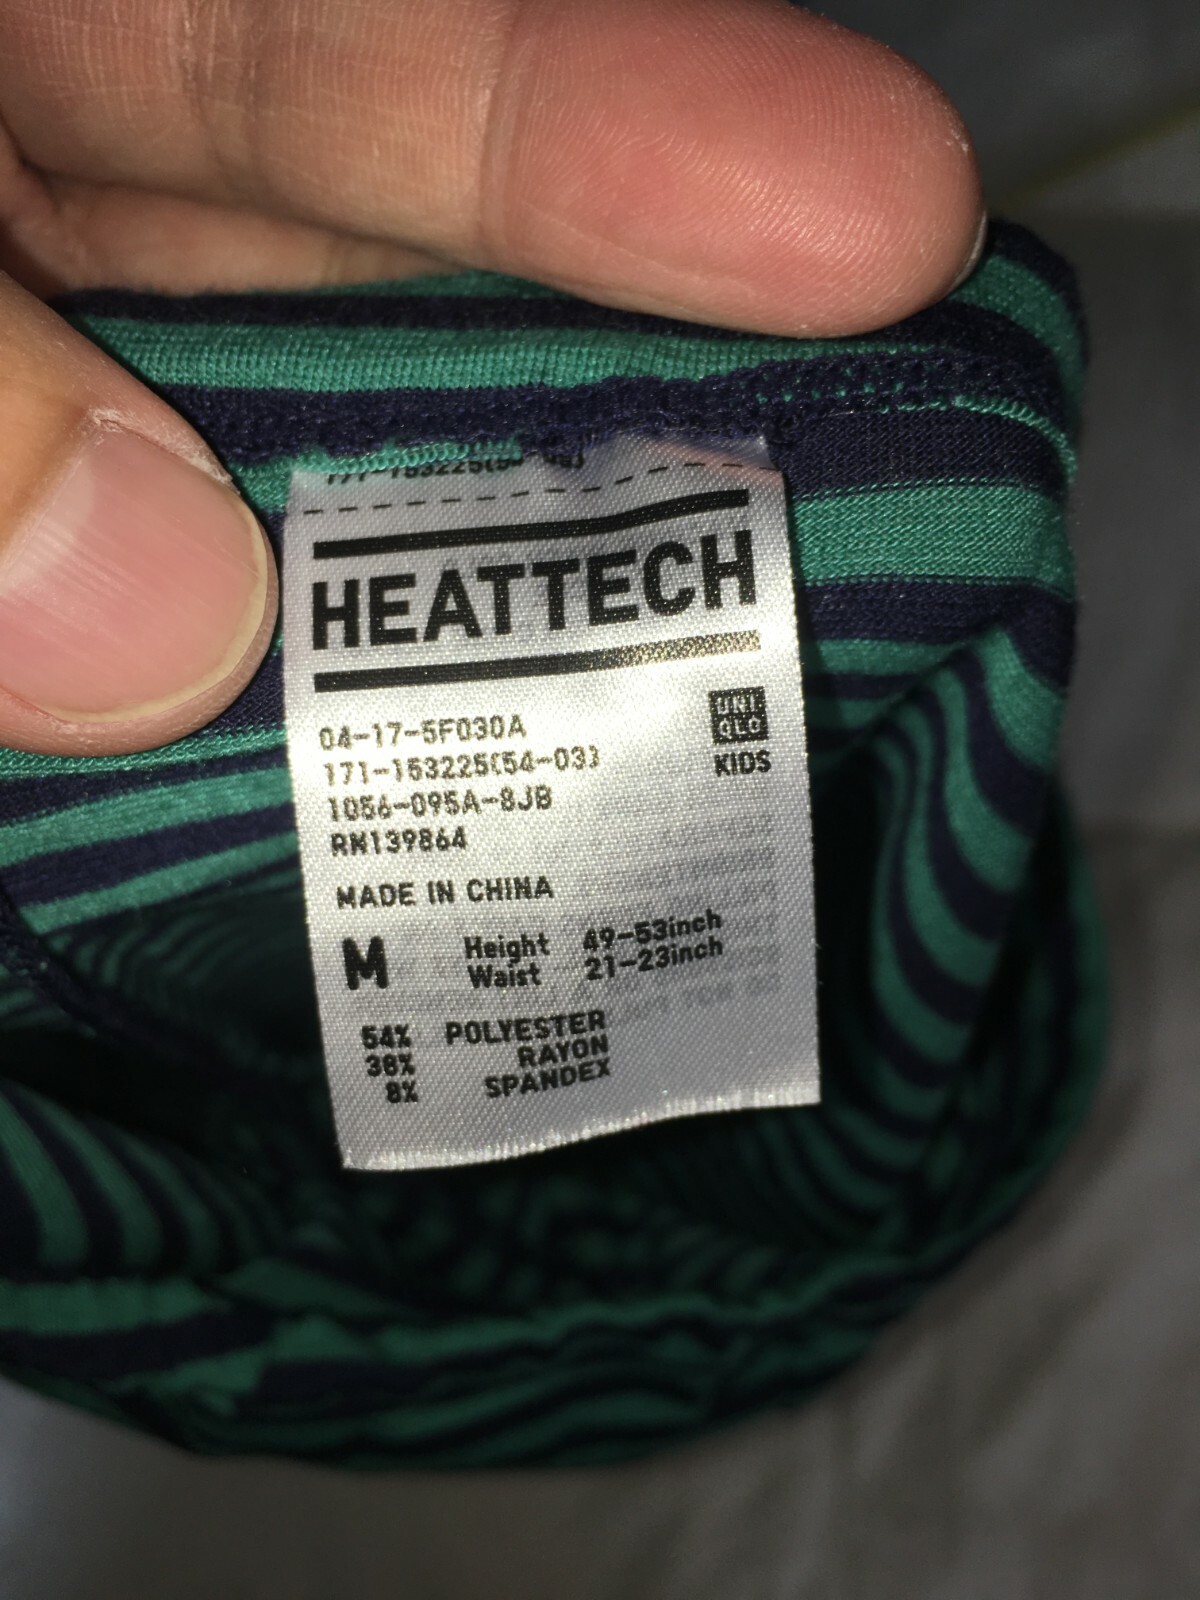 HEATTECH
04-17-5F030A
171-153225(54-03)
1056-095A-8JB
RN139864
UNI
QLO
KIDS
MADE IN CHINA
M Height 49-53inch
Waist 21-23inch
54% POLYESTER
38% RAYON
8% SPANDEX